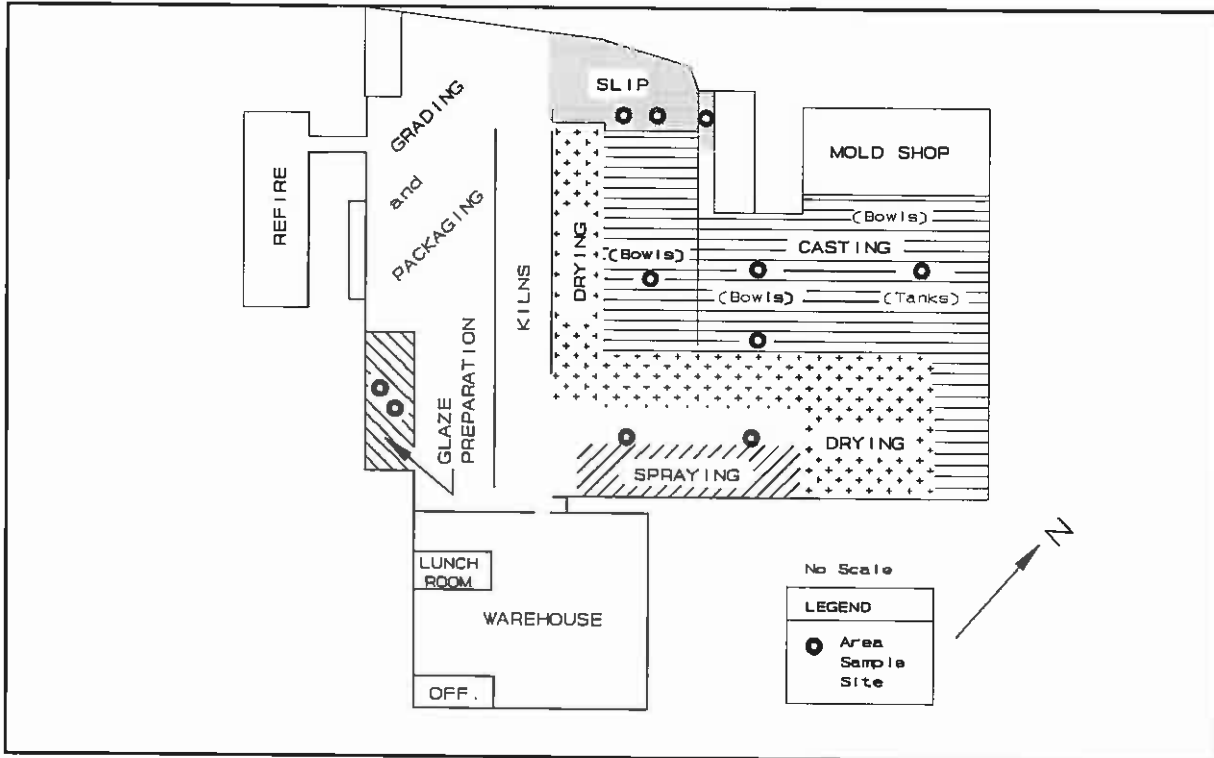 SLIP
GRADING
and
PACKAGING
REFIRE
MOLD SHOP
(Bowls)
CASTING
DRYING
(Bowls)
(Bowls)
(Tanks)
KILNS
GLAZE
PREPARATION
DRYING
SPRAYING
LUNCH
ROOM
WAREHOUSE
OFF.
N
No Scale
LEGEND
Area
Sample
Site